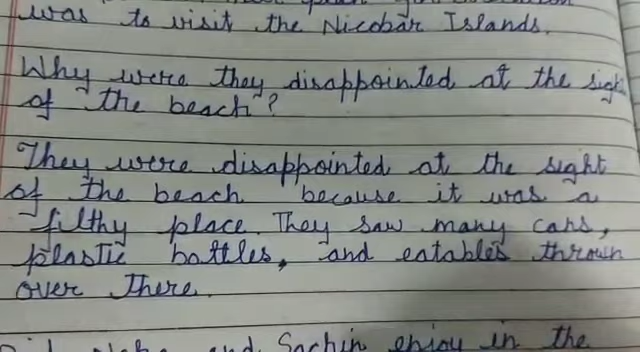 was to visit the Nicobar Islands.
Why were they disappointed at the sight
of the beach?
They were disappointed at the sight
of the beach because it was a
filthy place. They saw many cans,
plastic bottles, and eatables thrown
over there.
and Sachin enjoy in the